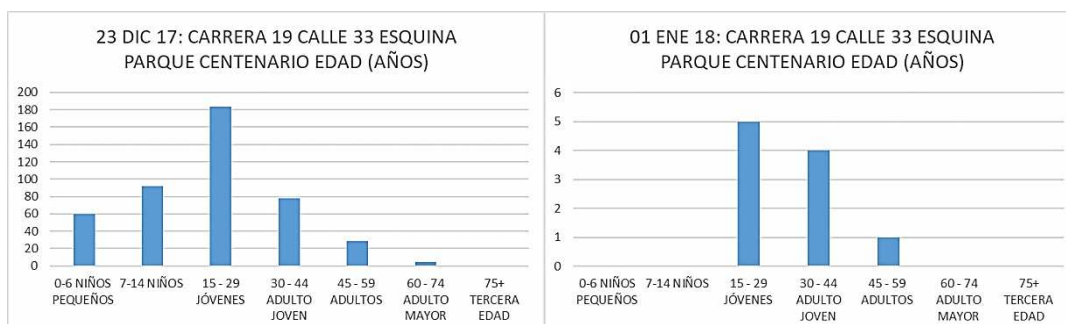 23 DIC 17: CARRERA 19 CALLE 33 ESQUINA
PARQUE CENTENARIO EDAD (AÑOS)
200
180
160
140
120
100
80
60
40
20
0
0-6 NIÑOS
PEQUEÑOS
7-14 NIÑOS
15 - 29
JÓVENES
30 - 44
ADULTO
JOVEN
45 - 59
ADULTOS
60 - 74
ADULTO
MAYOR
75+
TERCERA
EDAD
01 ENE 18: CARRERA 19 CALLE 33 ESQUINA
PARQUE CENTENARIO EDAD (AÑOS)
6
5
4
3
2
1
0
0-6 NIÑOS
PEQUEÑOS
7-14 NIÑOS
15 - 29
JÓVENES
30 - 44
ADULTO
JOVEN
45 - 59
ADULTOS
60 - 74
ADULTO
MAYOR
75+
TERCERA
EDAD